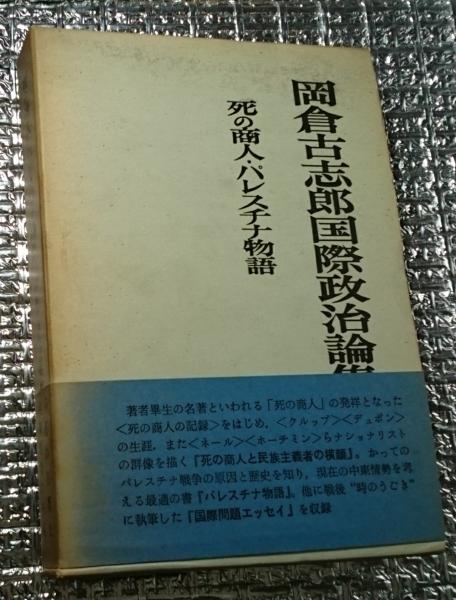 岡倉古志郎国際政治論集
死の商人・パレスチナ物語
著者畢生の名著といわれる「死の商人」の発祥となった
<死の商人の記録>をはじめ、<クルップ><デュポン>
の生涯、また<ネール><ホーチミン>らナショナリスト
の群像を描く『死の商人と民族主義者の横顔』。かっての
パレスチナ戦争の原因と歴史を知り、現在の中東情勢を考
える最適の書『パレスチナ物語』。他に戦後“時のうごき”
に執筆した『国際問題エッセイ』を収録